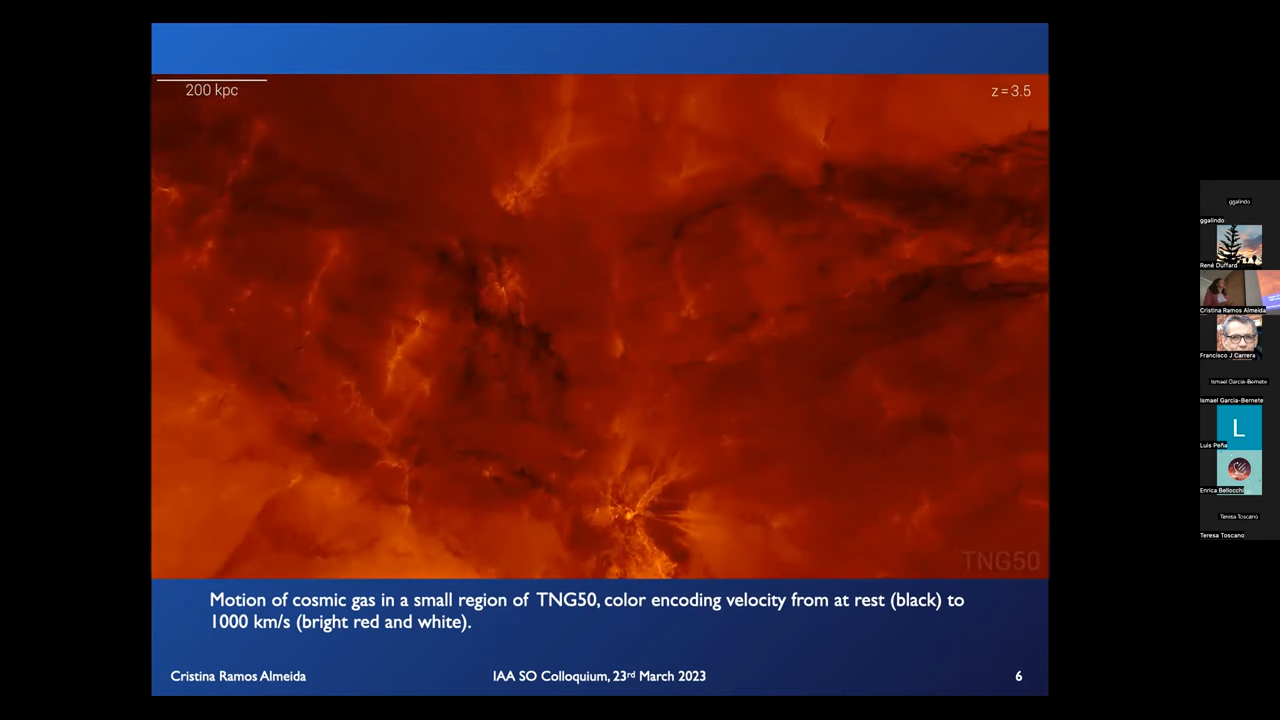 200 kpc
z = 3.5
TNG50
Motion of cosmic gas in a small region of TNG50, color encoding velocity from at rest (black) to
1000 km/s (bright red and white).
Cristina Ramos Almeida
IAA SO Colloquium, 23rd March 2023
6
ggalindo
ggalindo
René Duffard
Cristina Ramos Almeida
Francisco J Carrera
Ismael García-Bernete
Ismael García-Bernete
L
Luis Peña
Enrica Bellocchi
Teresa Toscano
Teresa Toscano